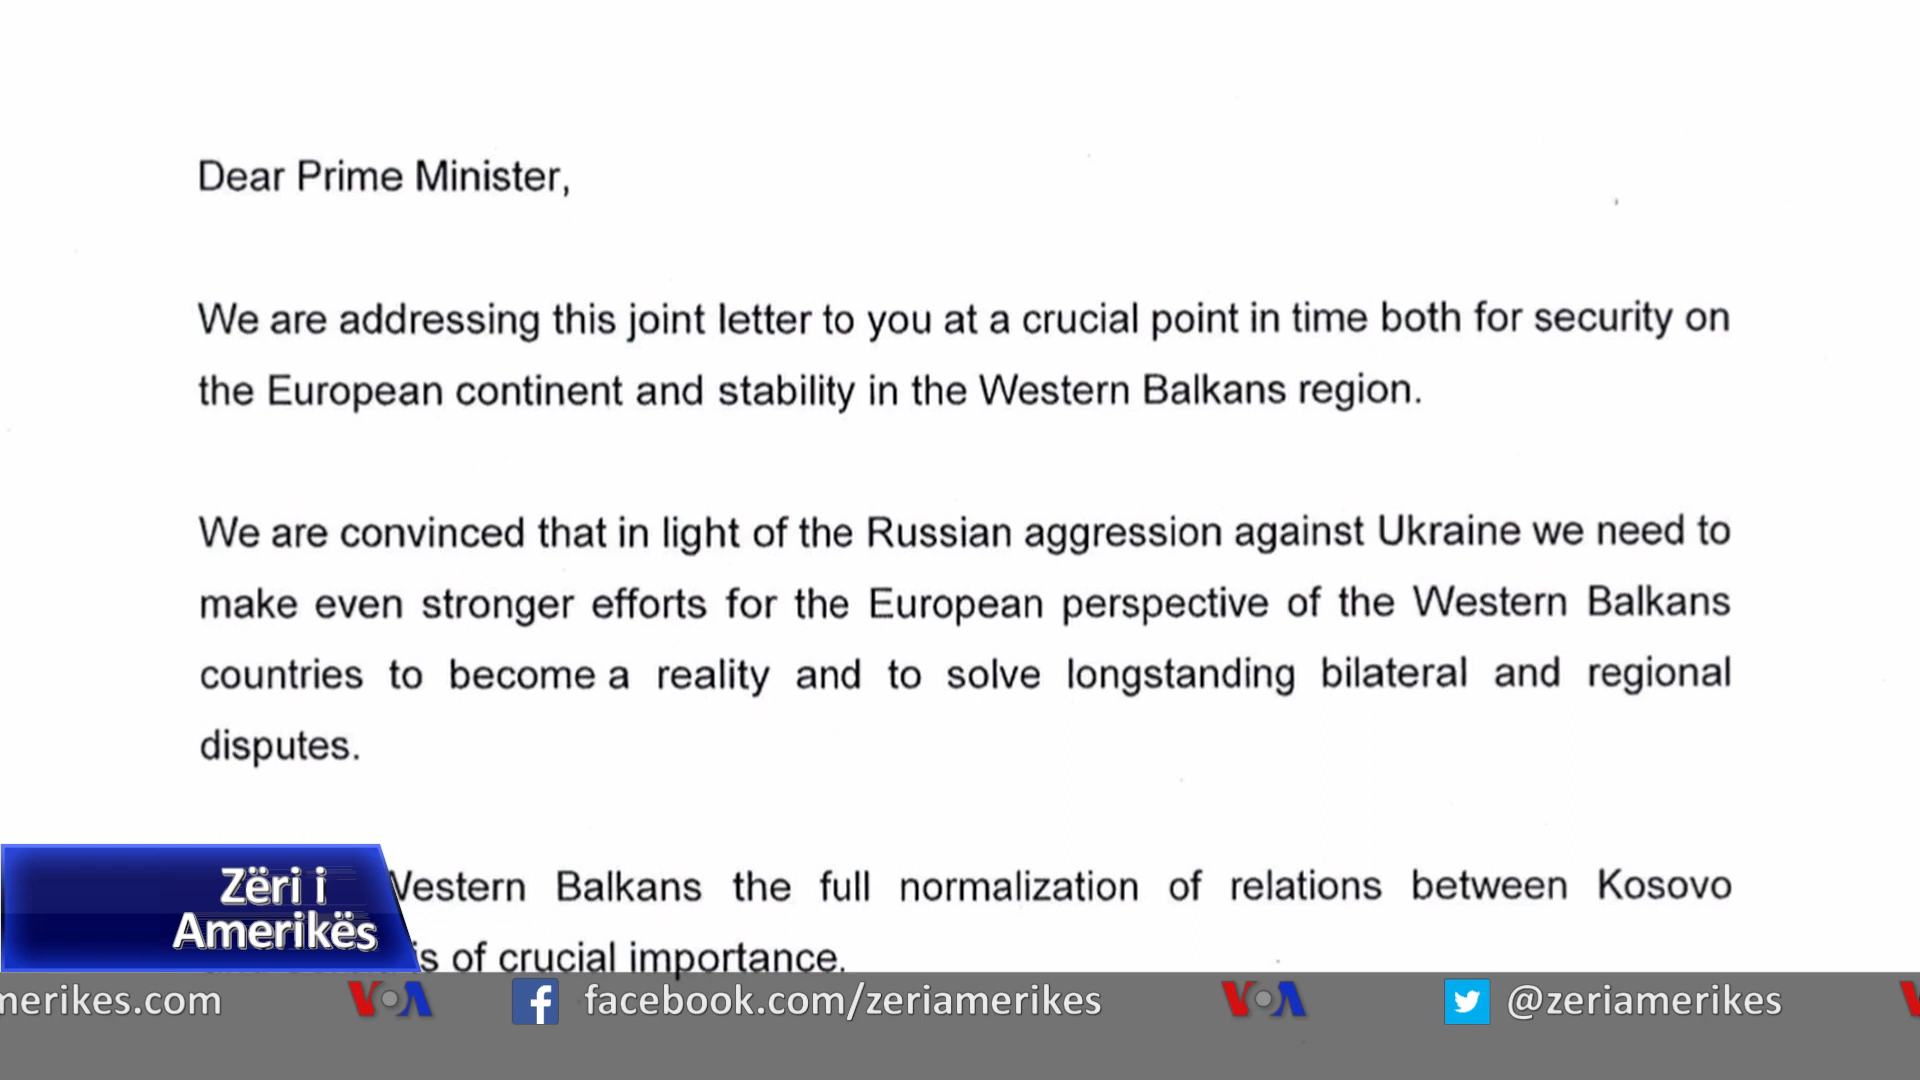 Dear Prime Minister,
We are addressing this joint letter to you at a crucial point in time both for security on
the European continent and stability in the Western Balkans region.
We are convinced that in light of the Russian aggression against Ukraine we need to
make even stronger efforts for the European perspective of the Western Balkans
countries to become a reality and to solve longstanding bilateral and regional
disputes.
Western Balkans the full normalization of relations between Kosovo
is of crucial importance.
Zëri i
Amerikës
merikes.com VOA facebook.com/zeriamerikes VOA @zeriamerikes